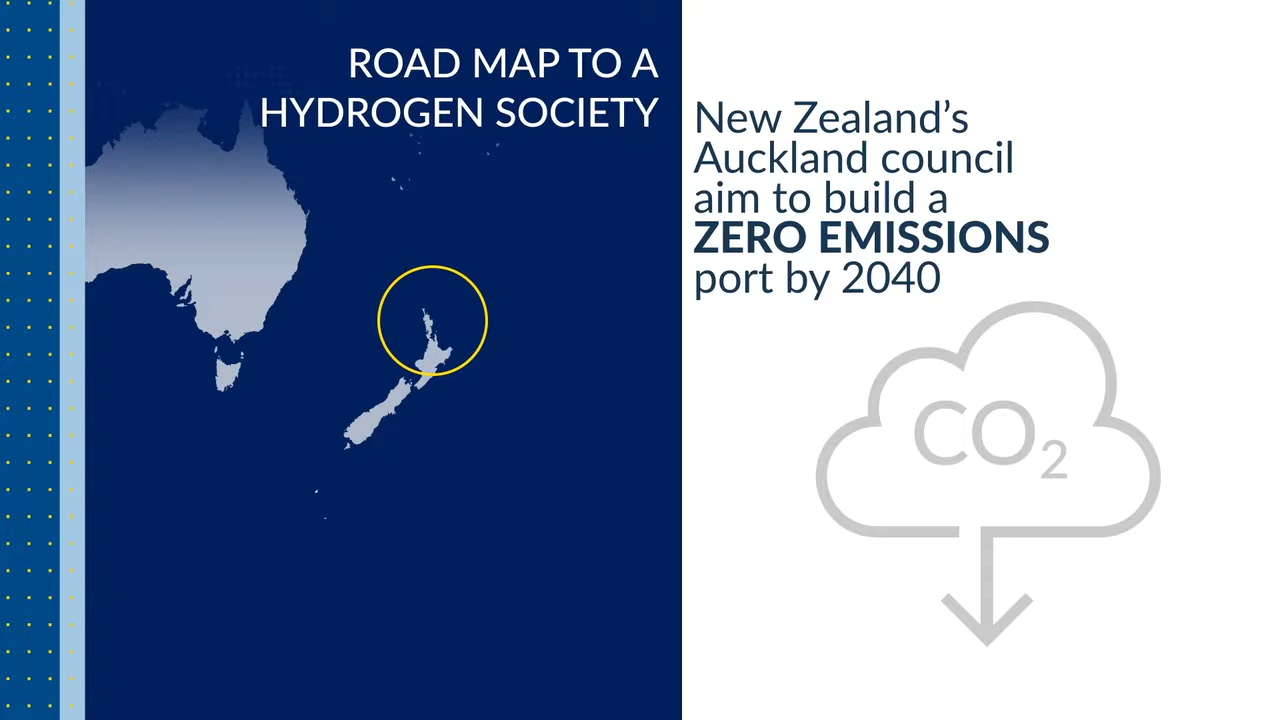 ROAD MAP TO A
HYDROGEN SOCIETY
New Zealand’s
Auckland council
aim to build a
ZERO EMISSIONS
port by 2040
CO₂